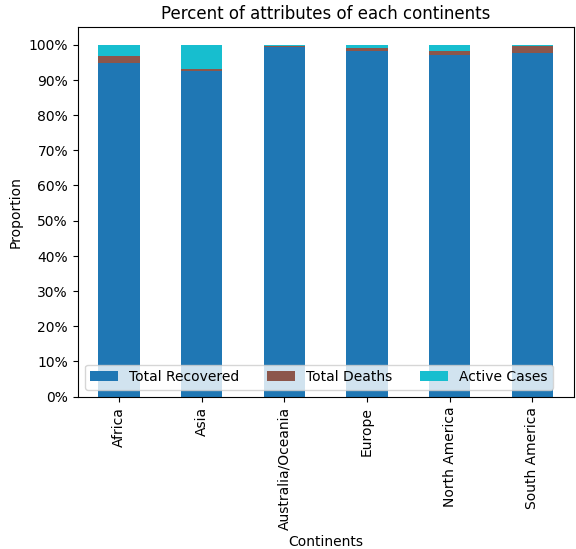 Percent of attributes of each continents
Proportion
100%
90%
80%
70%
60%
50%
40%
30%
20%
10%
0%
Total Recovered Total Deaths Active Cases
Africa
Asia
Australia/Oceania
Europe
North America
South America
Continents